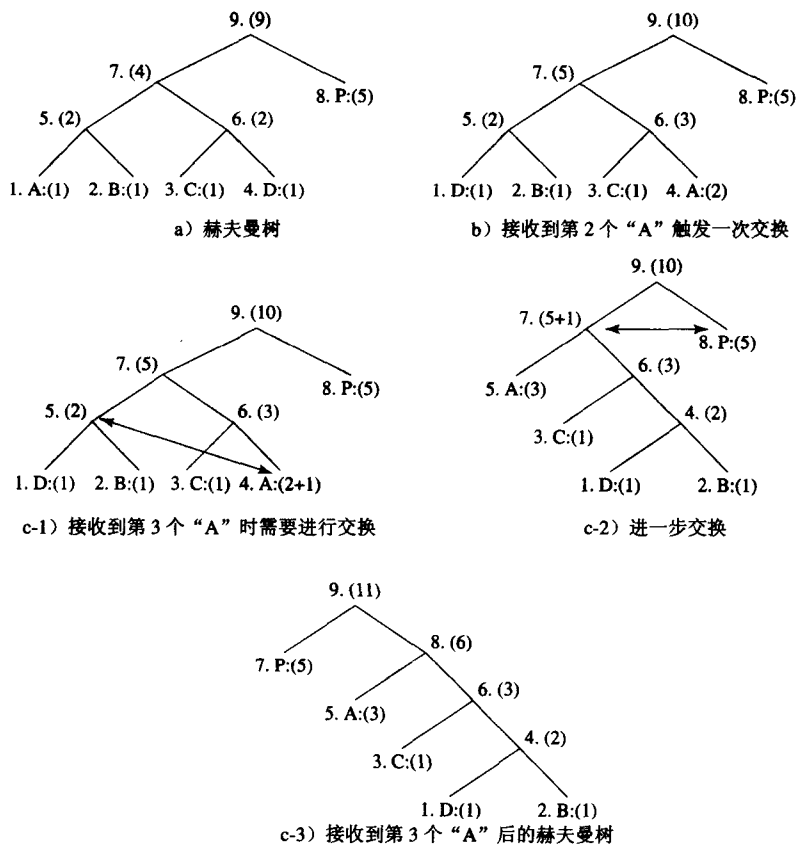 9. (9)
7. (4)
8. P:(5)
5. (2)
6. (2)
1. A:(1) 2. B:(1) 3. C:(1) 4. D:(1)
a）赫夫曼树
9. (10)
7. (5)
8. P:(5)
5. (2)
6. (3)
1. D:(1) 2. B:(1) 3. C:(1) 4. A:(2)
b）接收到第 2 个“A”触发一次交换
9. (10)
7. (5)
8. P:(5)
5. (2)
6. (3)
1. D:(1) 2. B:(1) 3. C:(1) 4. A:(2+1)
c-1）接收到第 3 个“A”时需要进行交换
9. (10)
7. (5+1)
8. P:(5)
5. A:(3)
6. (3)
3. C:(1)
4. (2)
1. D:(1) 2. B:(1)
c-2）进一步交换
9. (11)
7. P:(5)
8. (6)
5. A:(3)
6. (3)
3. C:(1)
4. (2)
1. D:(1) 2. B:(1)
c-3）接收到第 3 个“A”后的赫夫曼树